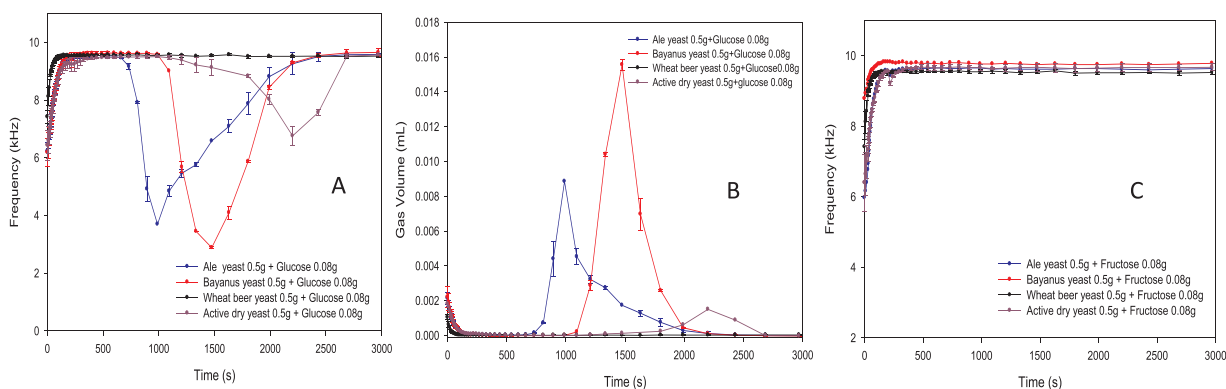 10
8
6
4
2
0
Frequency (kHz)
A
Ale yeast 0.5g + Glucose 0.08g
Bayanus yeast 0.5g + Glucose 0.08g
Wheat beer yeast 0.5g + Glucose 0.08g
Active dry yeast 0.5g + Glucose 0.08g
0 500 1000 1500 2000 2500 3000
Time (s)
0.018
0.016
0.014
0.012
0.010
0.008
0.006
0.004
0.002
0.000
Gas Volume (mL)
Ale yeast 0.5g+Glucose 0.08g
Bayanus yeast 0.5g+Glucose 0.08g
Wheat beer yeast 0.5g+Glucose0.08g
Active dry yeast 0.5g+glucose 0.08g
B
0 500 1000 1500 2000 2500 3000
Time (s)
10
8
6
4
2
Frequency (kHz)
C
Ale yeast 0.5g + Fructose 0.08g
Bayanus yeast 0.5g + Fructose 0.08g
Wheat beer yeast 0.5g + Fructose 0.08g
Active dry yeast 0.5g + Fructose 0.08g
0 500 1000 1500 2000 2500 3000
Time (s)